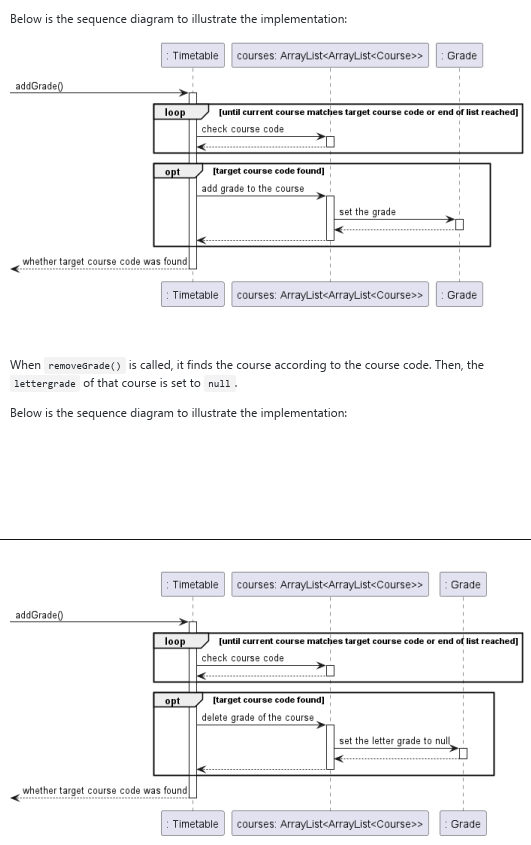 Below is the sequence diagram to illustrate the implementation:
: Timetable courses: ArrayList<ArrayList<Course>> : Grade
addGrade()
loop [until current course matches target course code or end of list reached]
check course code
opt [target course code found]
add grade to the course
set the grade
whether target course code was found
: Timetable courses: ArrayList<ArrayList<Course>> : Grade
When removeGrade() is called, it finds the course according to the course code. Then, the
lettergrade of that course is set to null.
Below is the sequence diagram to illustrate the implementation:
: Timetable courses: ArrayList<ArrayList<Course>> : Grade
addGrade()
loop [until current course matches target course code or end of list reached]
check course code
opt [target course code found]
delete grade of the course
set the letter grade to null
whether target course code was found
: Timetable courses: ArrayList<ArrayList<Course>> : Grade